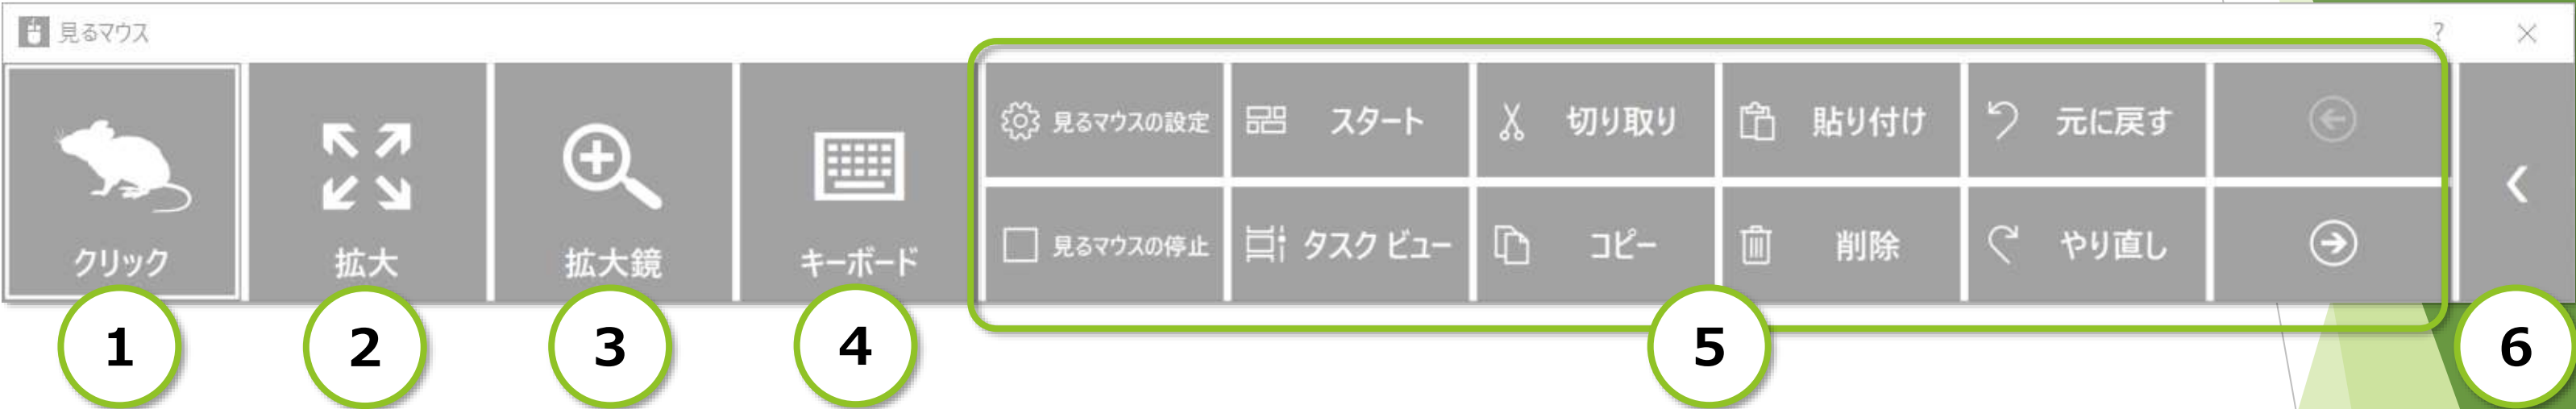 見るマウス
?
クリック
拡大
拡大鏡
キーボード
見るマウスの設定
スタート
切り取り
貼り付け
元に戻す
見るマウスの停止
タスク ビュー
コピー
削除
やり直し
1
2
3
4
5
6